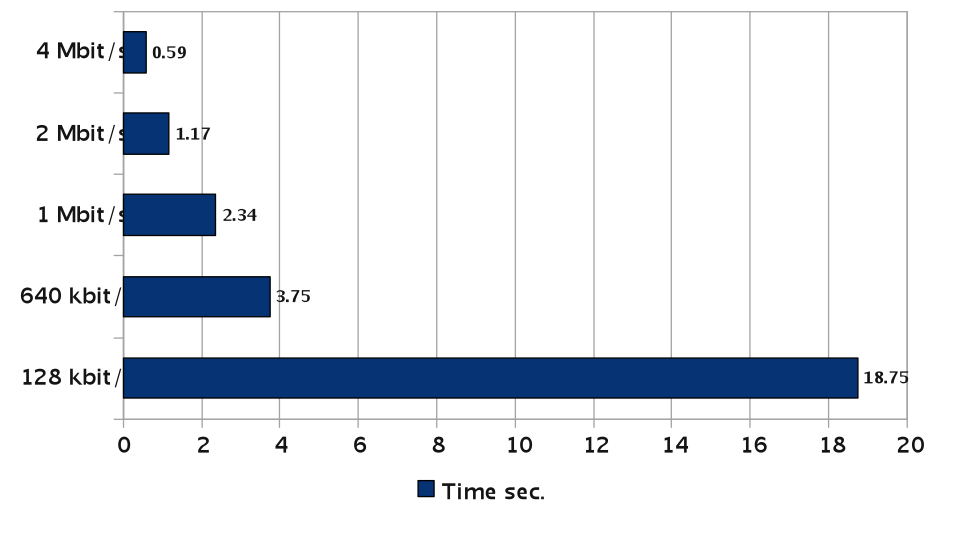 4 Mbit/s 0.59
2 Mbit/s 1.17
1 Mbit/s 2.34
640 kbit/ 3.75
128 kbit/ 18.75
0 2 4 6 8 10 12 14 16 18 20
Time sec.